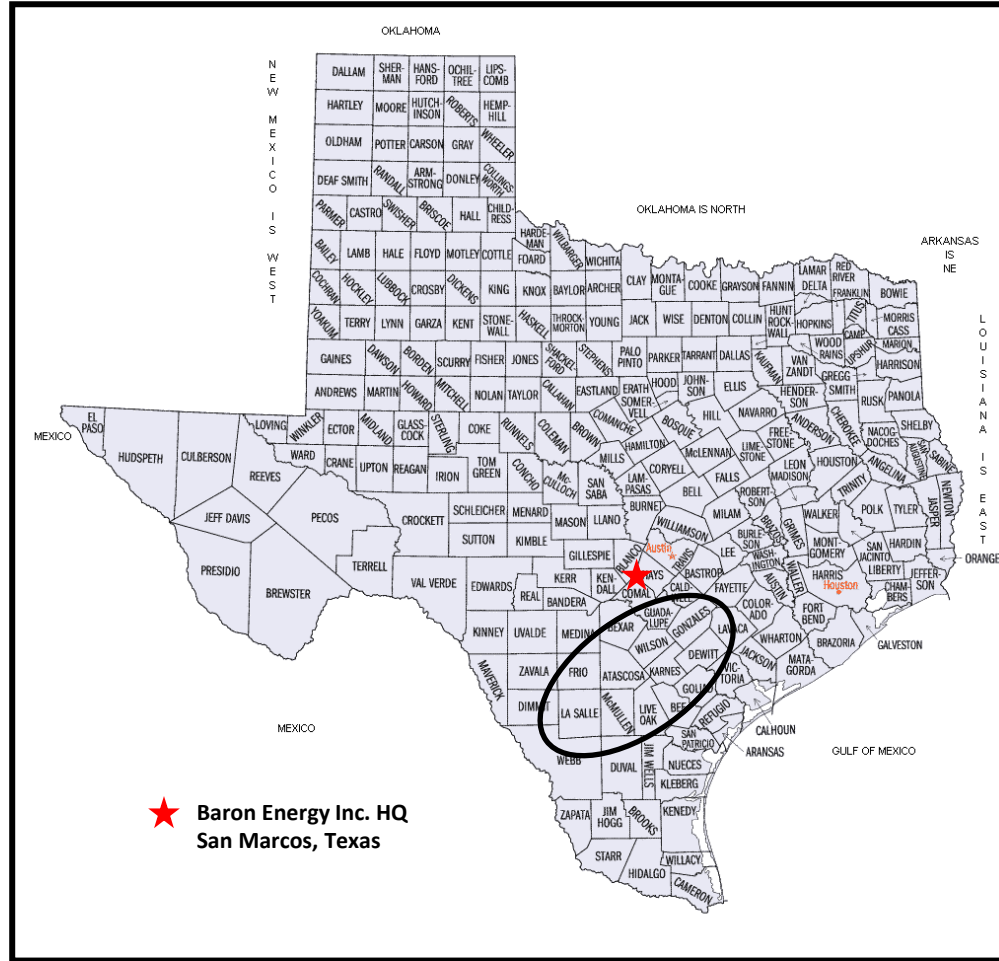 OKLAHOMA
NEW MEXICO IS WEST
DALLAM
SHER-
MAN
HANS-
FORD
OCHIL-
TREE
LIPS-
COMB
HARTLEY
MOORE
HUTCH-
INSON
ROBERTS
HEMP-
HILL
OLDHAM
POTTER
CARSON
GRAY
WHEELER
DEAF SMITH
RANDALL
ARM-
STRONG
DONLEY
COLLINGS-
WORTH
PARMER
CASTRO
SWISHER
BRISCOE
HALL
CHILD-
RESS
OKLAHOMA IS NORTH
ARKANSAS
IS
NE
LOUISIANA IS EAST
BAILEY
LAMB
HALE
FLOYD
MOTLEY
COTTLE
HARDE-
MAN
FOARD
WILBARGER
WICHITA
CLAY
MONTA-
GUE
COOKE
GRAYSON
FANNIN
LAMAR
DELTA
RED
RIVER
FRANKLIN
BOWIE
COCHRAN
HOCKLEY
LUBBOCK
CROSBY
DICKENS
KING
KNOX
BAYLOR
ARCHER
YOAKUM
TERRY
LYNN
GARZA
KENT
STONE-
WALL
HASKELL
THROCK-
MORTON
YOUNG
JACK
WISE
DENTON
COLLIN
HUNT
ROCK-
WALL
HOPKINS
TITUS
CAMP
MORRIS
CASS
MARION
UPSHUR
WOOD
RAINS
GAINES
DAWSON
BORDEN
SCURRY
FISHER
JONES
SHACKEL-
FORD
STEPHENS
PALO
PINTO
PARKER
TARRANT
DALLAS
KAUFMAN
VAN
ZANDT
GREGG
SMITH
HARRISON
ANDREWS
MARTIN
HOWARD
MITCHELL
NOLAN
TAYLOR
CALLAHAN
EASTLAND
ERATH
SOMER-
VELL
HOOD
JOHN-
SON
ELLIS
HENDER-
SON
RUSK
PANOLA
EL
PASO
MEXICO
HUDSPETH
CULBERSON
LOVING
WINKLER
ECTOR
MIDLAND
GLASS-
COCK
STERLING
COKE
RUNNELS
COLEMAN
BROWN
COMANCHE
HAMILTON
BOSQUE
HILL
NAVARRO
FREE-
STONE
ANDERSON
CHEROKEE
NACOG-
DOCHES
SHELBY
SAN
AUGUSTINE
SABINE
REEVES
WARD
CRANE
UPTON
REAGAN
IRION
TOM
GREEN
CONCHO
MC-
CULLOCH
SAN
SABA
MILLS
LAM-
PASAS
CORYELL
McLENNAN
LIME-
STONE
FALLS
BELL
LEON
MADISON
HOUSTON
ANGELINA
TRINITY
POLK
TYLER
JASPER
NEWTON
JEFF DAVIS
PECOS
CROCKETT
SCHLEICHER
MENARD
MASON
LLANO
BURNET
WILLIAMSON
MILAM
ROBERT-
SON
BRAZOS
GRIMES
WALKER
SAN
JACINTO
HARDIN
ORANGE
PRESIDIO
BREWSTER
TERRELL
VAL VERDE
SUTTON
KIMBLE
GILLESPIE
BLANCO
Austin
TRAVIS
LEE
BURLE-
SON
WASH-
INGTON
MONT-
GOMERY
LIBERTY
JEFFER-
SON
CHAM-
BERS
EDWARDS
REAL
KERR
BANDERA
KEN-
DALL
HAYS
COMAL
BASTROP
CALD-
WELL
FAYETTE
AUSTIN
WALLER
HARRIS
Houston
FORT
BEND
GALVESTON
KINNEY
UVALDE
MEDINA
BEXAR
GUADA-
LUPE
GONZALES
LAVACA
COLOR-
ADO
WHARTON
BRAZORIA
MAVERICK
ZAVALA
FRIO
ATASCOSA
WILSON
KARNES
DEWITT
JACKSON
MATA-
GORDA
VIC-
TORIA
DIMMIT
LA SALLE
McMULLEN
LIVE
OAK
BEE
GOLIAD
REFUGIO
CALHOUN
ARANSAS
MEXICO
GULF OF MEXICO
WEBB
DUVAL
JIM WELLS
SAN
PATRICIO
NUECES
KLEBERG
ZAPATA
JIM
HOGG
BROOKS
KENEDY
STARR
HIDALGO
WILLACY
CAMERON
Baron Energy Inc. HQ
San Marcos, Texas